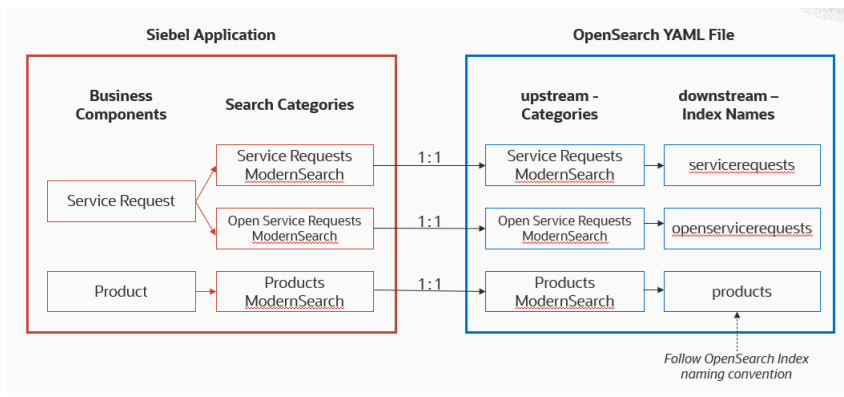 Siebel Application
OpenSearch YAML File
Business
Components
Search Categories
upstream -
Categories
downstream –
Index Names
Service Request
Service Requests
ModernSearch
1:1
Service Requests
ModernSearch
servicerequests
Open Service Requests
ModernSearch
1:1
Open Service Requests
ModernSearch
openservicerequests
Product
Products
ModernSearch
1:1
Products
ModernSearch
products
Follow OpenSearch Index
naming convention